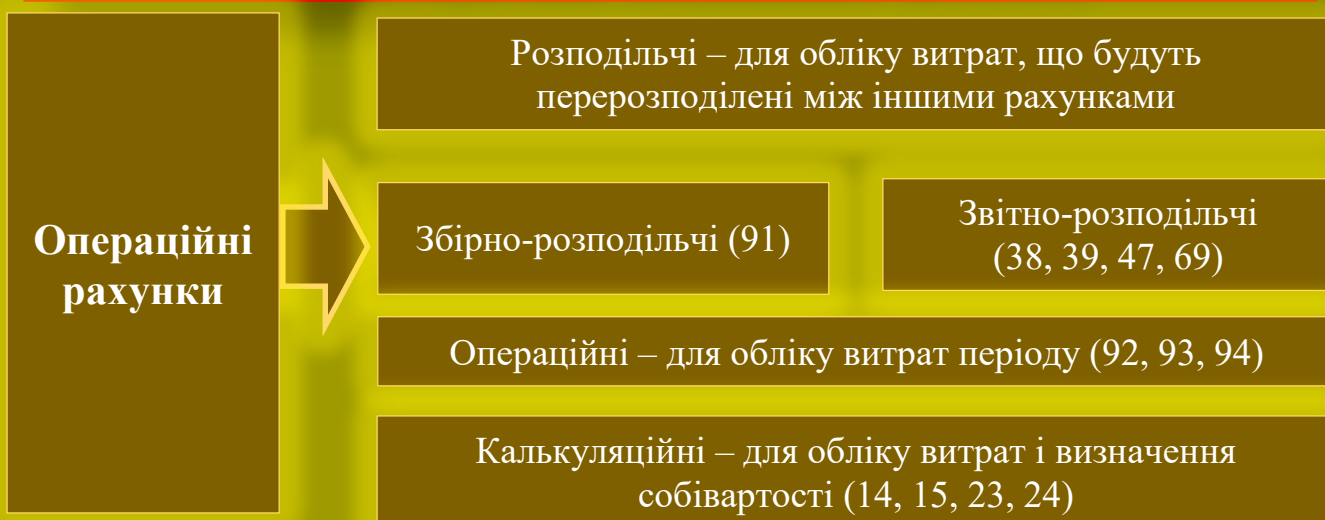 Операційні
рахунки
Розподільчі – для обліку витрат, що будуть
перерозподілені між іншими рахунками
Збірно-розподільчі (91)
Звітно-розподільчі
(38, 39, 47, 69)
Операційні – для обліку витрат періоду (92, 93, 94)
Калькуляційні – для обліку витрат і визначення
собівартості (14, 15, 23, 24)